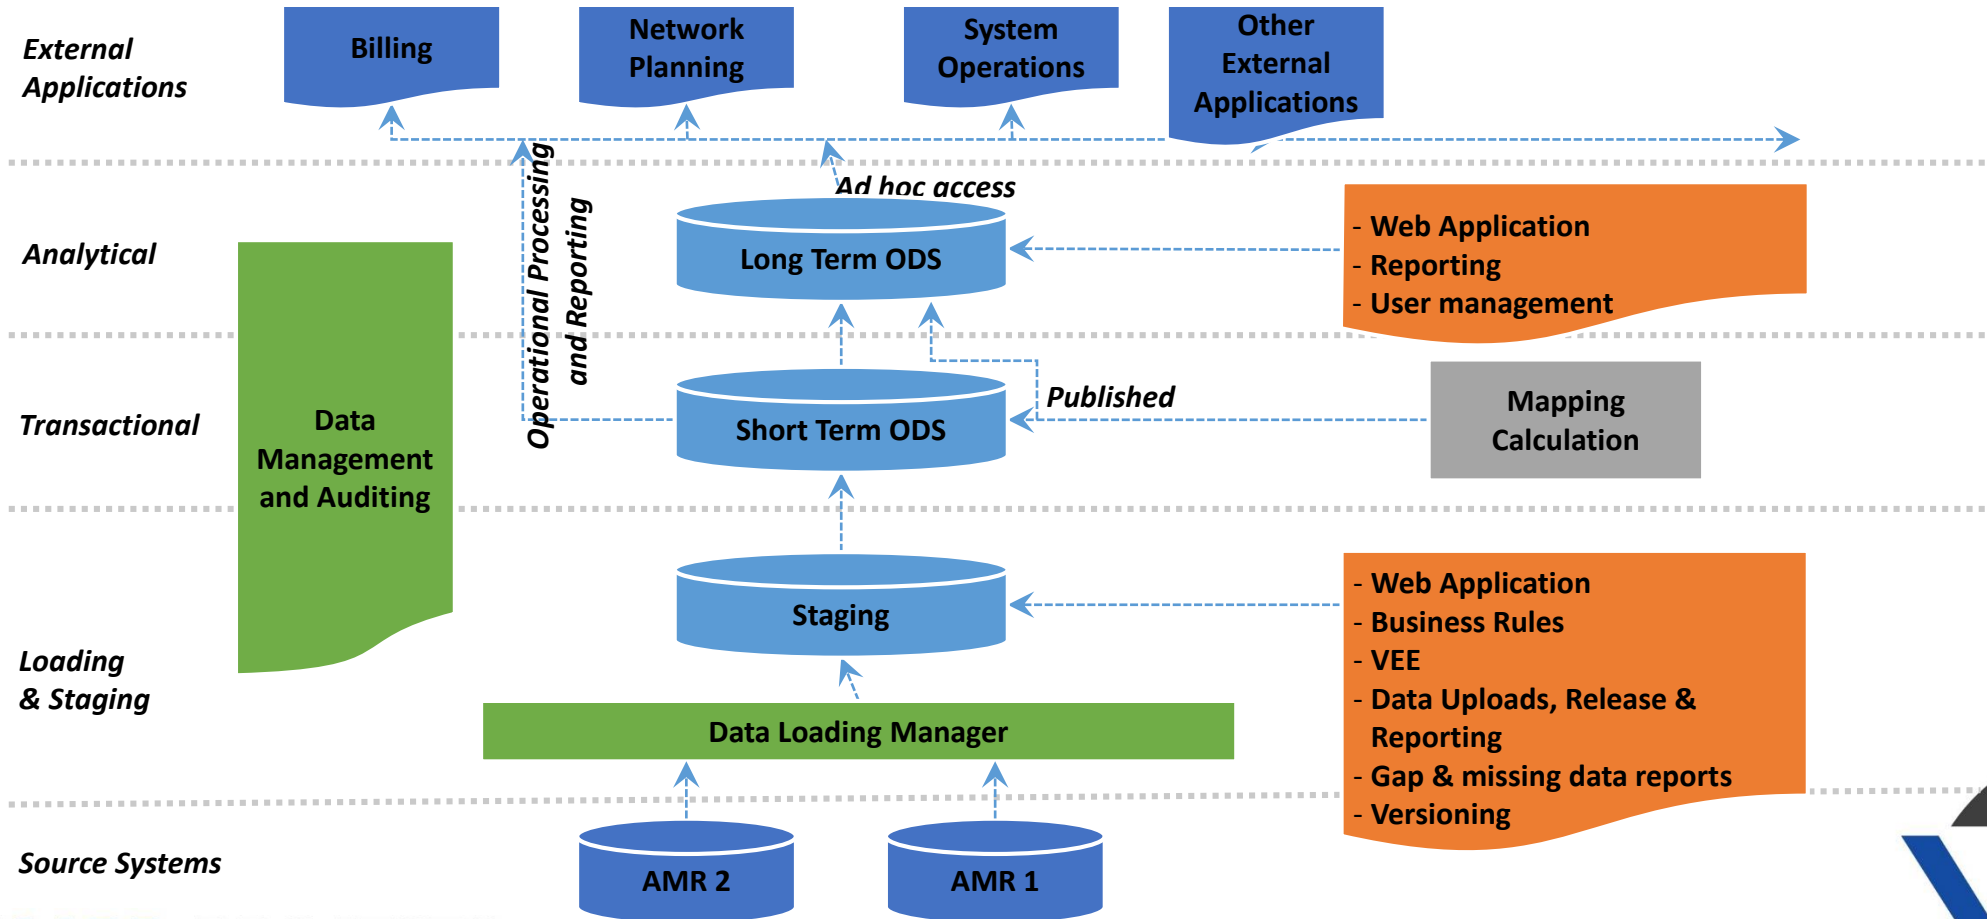 External
Applications
Billing
Network
Planning
System
Operations
Other
External
Applications
Analytical
Operational Processing
and Reporting
Ad hoc access
Long Term ODS
- Web Application
- Reporting
- User management
Transactional
Data
Management
and Auditing
Short Term ODS
Published
Mapping
Calculation
Loading
& Staging
Staging
- Web Application
- Business Rules
- VEE
- Data Uploads, Release &
Reporting
- Gap & missing data reports
- Versioning
Data Loading Manager
Source Systems
AMR 2
AMR 1